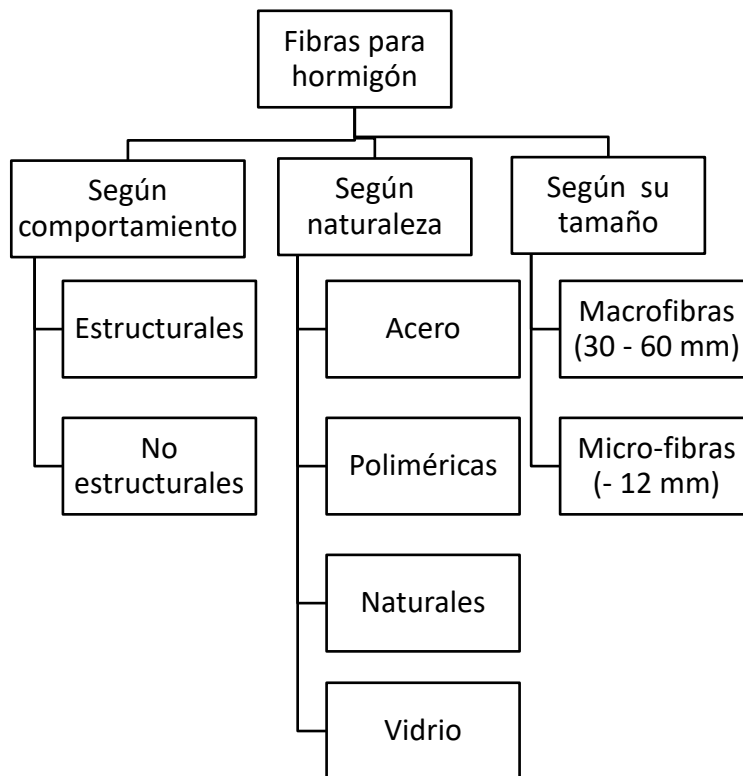 Fibras para
hormigón
Según
comportamiento
Estructurales
No
estructurales
Según
naturaleza
Acero
Poliméricas
Naturales
Vidrio
Según su
tamaño
Macrofibras
(30 - 60 mm)
Micro-fibras
(- 12 mm)